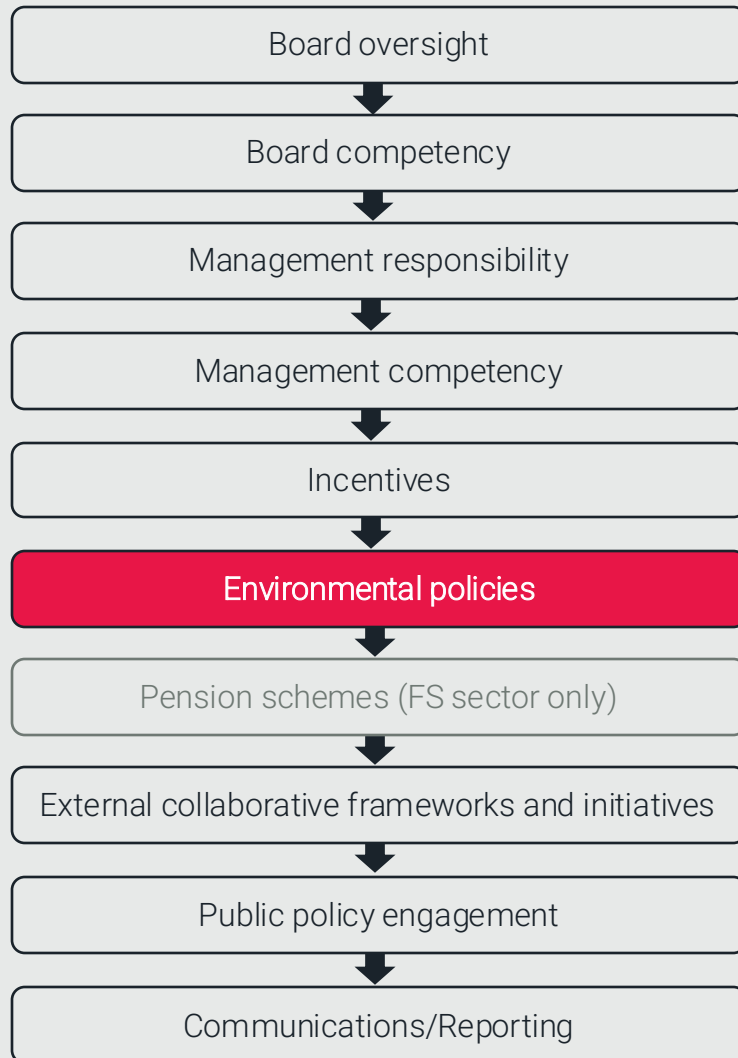 Board oversight
Board competency
Management responsibility
Management competency
Incentives
Environmental policies
Pension schemes (FS sector only)
External collaborative frameworks and initiatives
Public policy engagement
Communications/Reporting